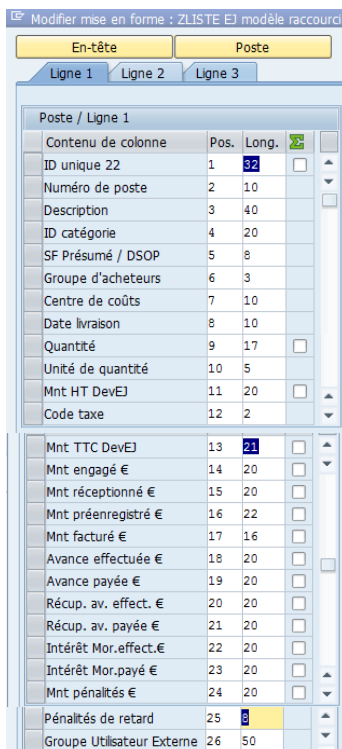 Modifier mise en forme : ZLISTE EJ modèle raccourci
En-tête Poste
Ligne 1 Ligne 2 Ligne 3
Poste / Ligne 1
Contenu de colonne Pos. Long. Σ
ID unique 22 1 32
Numéro de poste 2 10
Description 3 40
ID catégorie 4 20
SF Présumé / DSOP 5 8
Groupe d'acheteurs 6 3
Centre de coûts 7 10
Date livraison 8 10
Quantité 9 17
Unité de quantité 10 5
Mnt HT DevEJ 11 20
Code taxe 12 2
Mnt TTC DevEJ 13 21
Mnt engagé € 14 20
Mnt réceptionné € 15 20
Mnt préenregistré € 16 22
Mnt facturé € 17 16
Avance effectuée € 18 20
Avance payée € 19 20
Récup. av. effect. € 20 20
Récup. av. payée € 21 20
Intérêt Mor.effect.€ 22 20
Intérêt Mor.payé € 23 20
Mnt pénalités € 24 20
Pénalités de retard 25 8
Groupe Utilisateur Externe 26 50